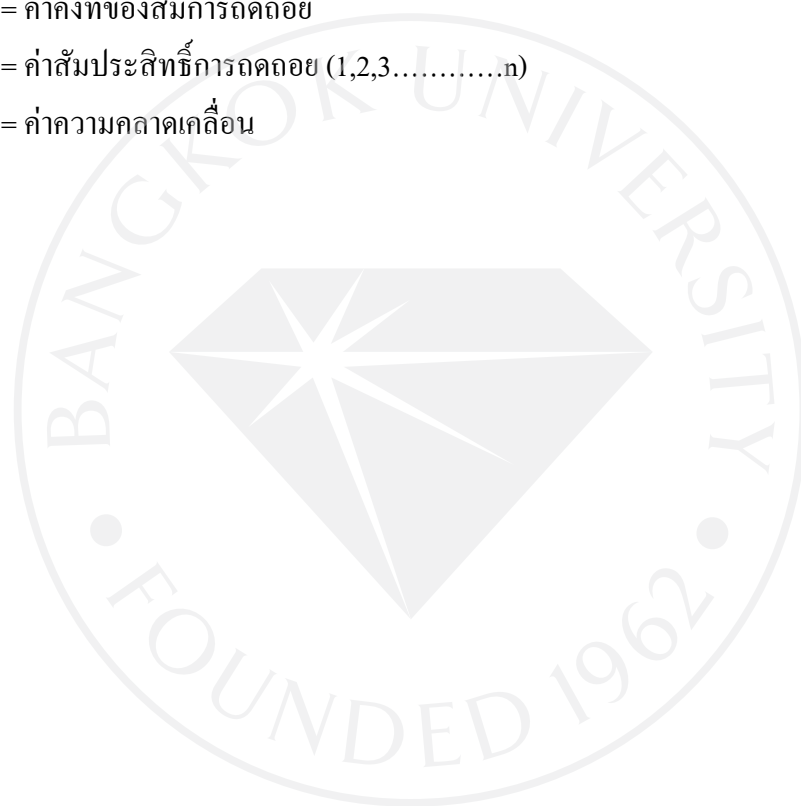 = ค่าคงที่ของสมการถดถอย
= ค่าสัมประสิทธิ์การถดถอย (1,2,3…………n)
= ค่าความคลาดเคลื่อน
BANGKOK UNIVERSITY
• FOUNDED 1962 •